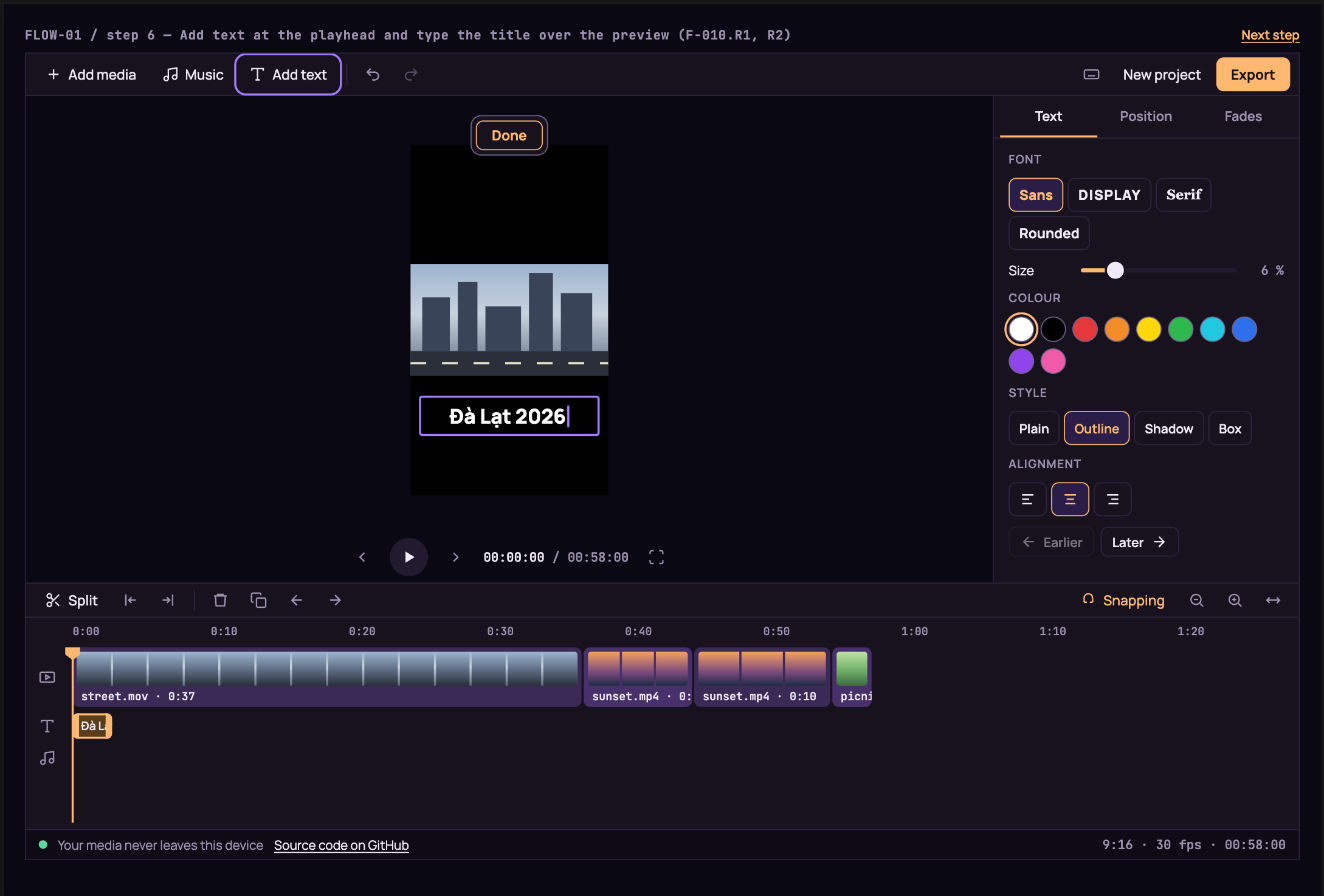 FLOW-01 / step 6 — Add text at the playhead and type the title over the preview (F-010.R1, R2)
Next step
Add media
Music
Add text
New project
Export
Done
Text
Position
Fades
FONT
Sans
DISPLAY
Serif
Rounded
Size
6 %
COLOUR
Đà Lạt 2026
STYLE
Plain
Outline
Shadow
Box
ALIGNMENT
Earlier
Later
00:00:00 / 00:58:00
Split
Snapping
0:00 0:10 0:20 0:30 0:40 0:50 1:00 1:10 1:20
street.mov · 0:37
sunset.mp4 · 0:
sunset.mp4 · 0:10
picni
Đà L
Your media never leaves this device
Source code on GitHub
9:16 · 30 fps · 00:58:00